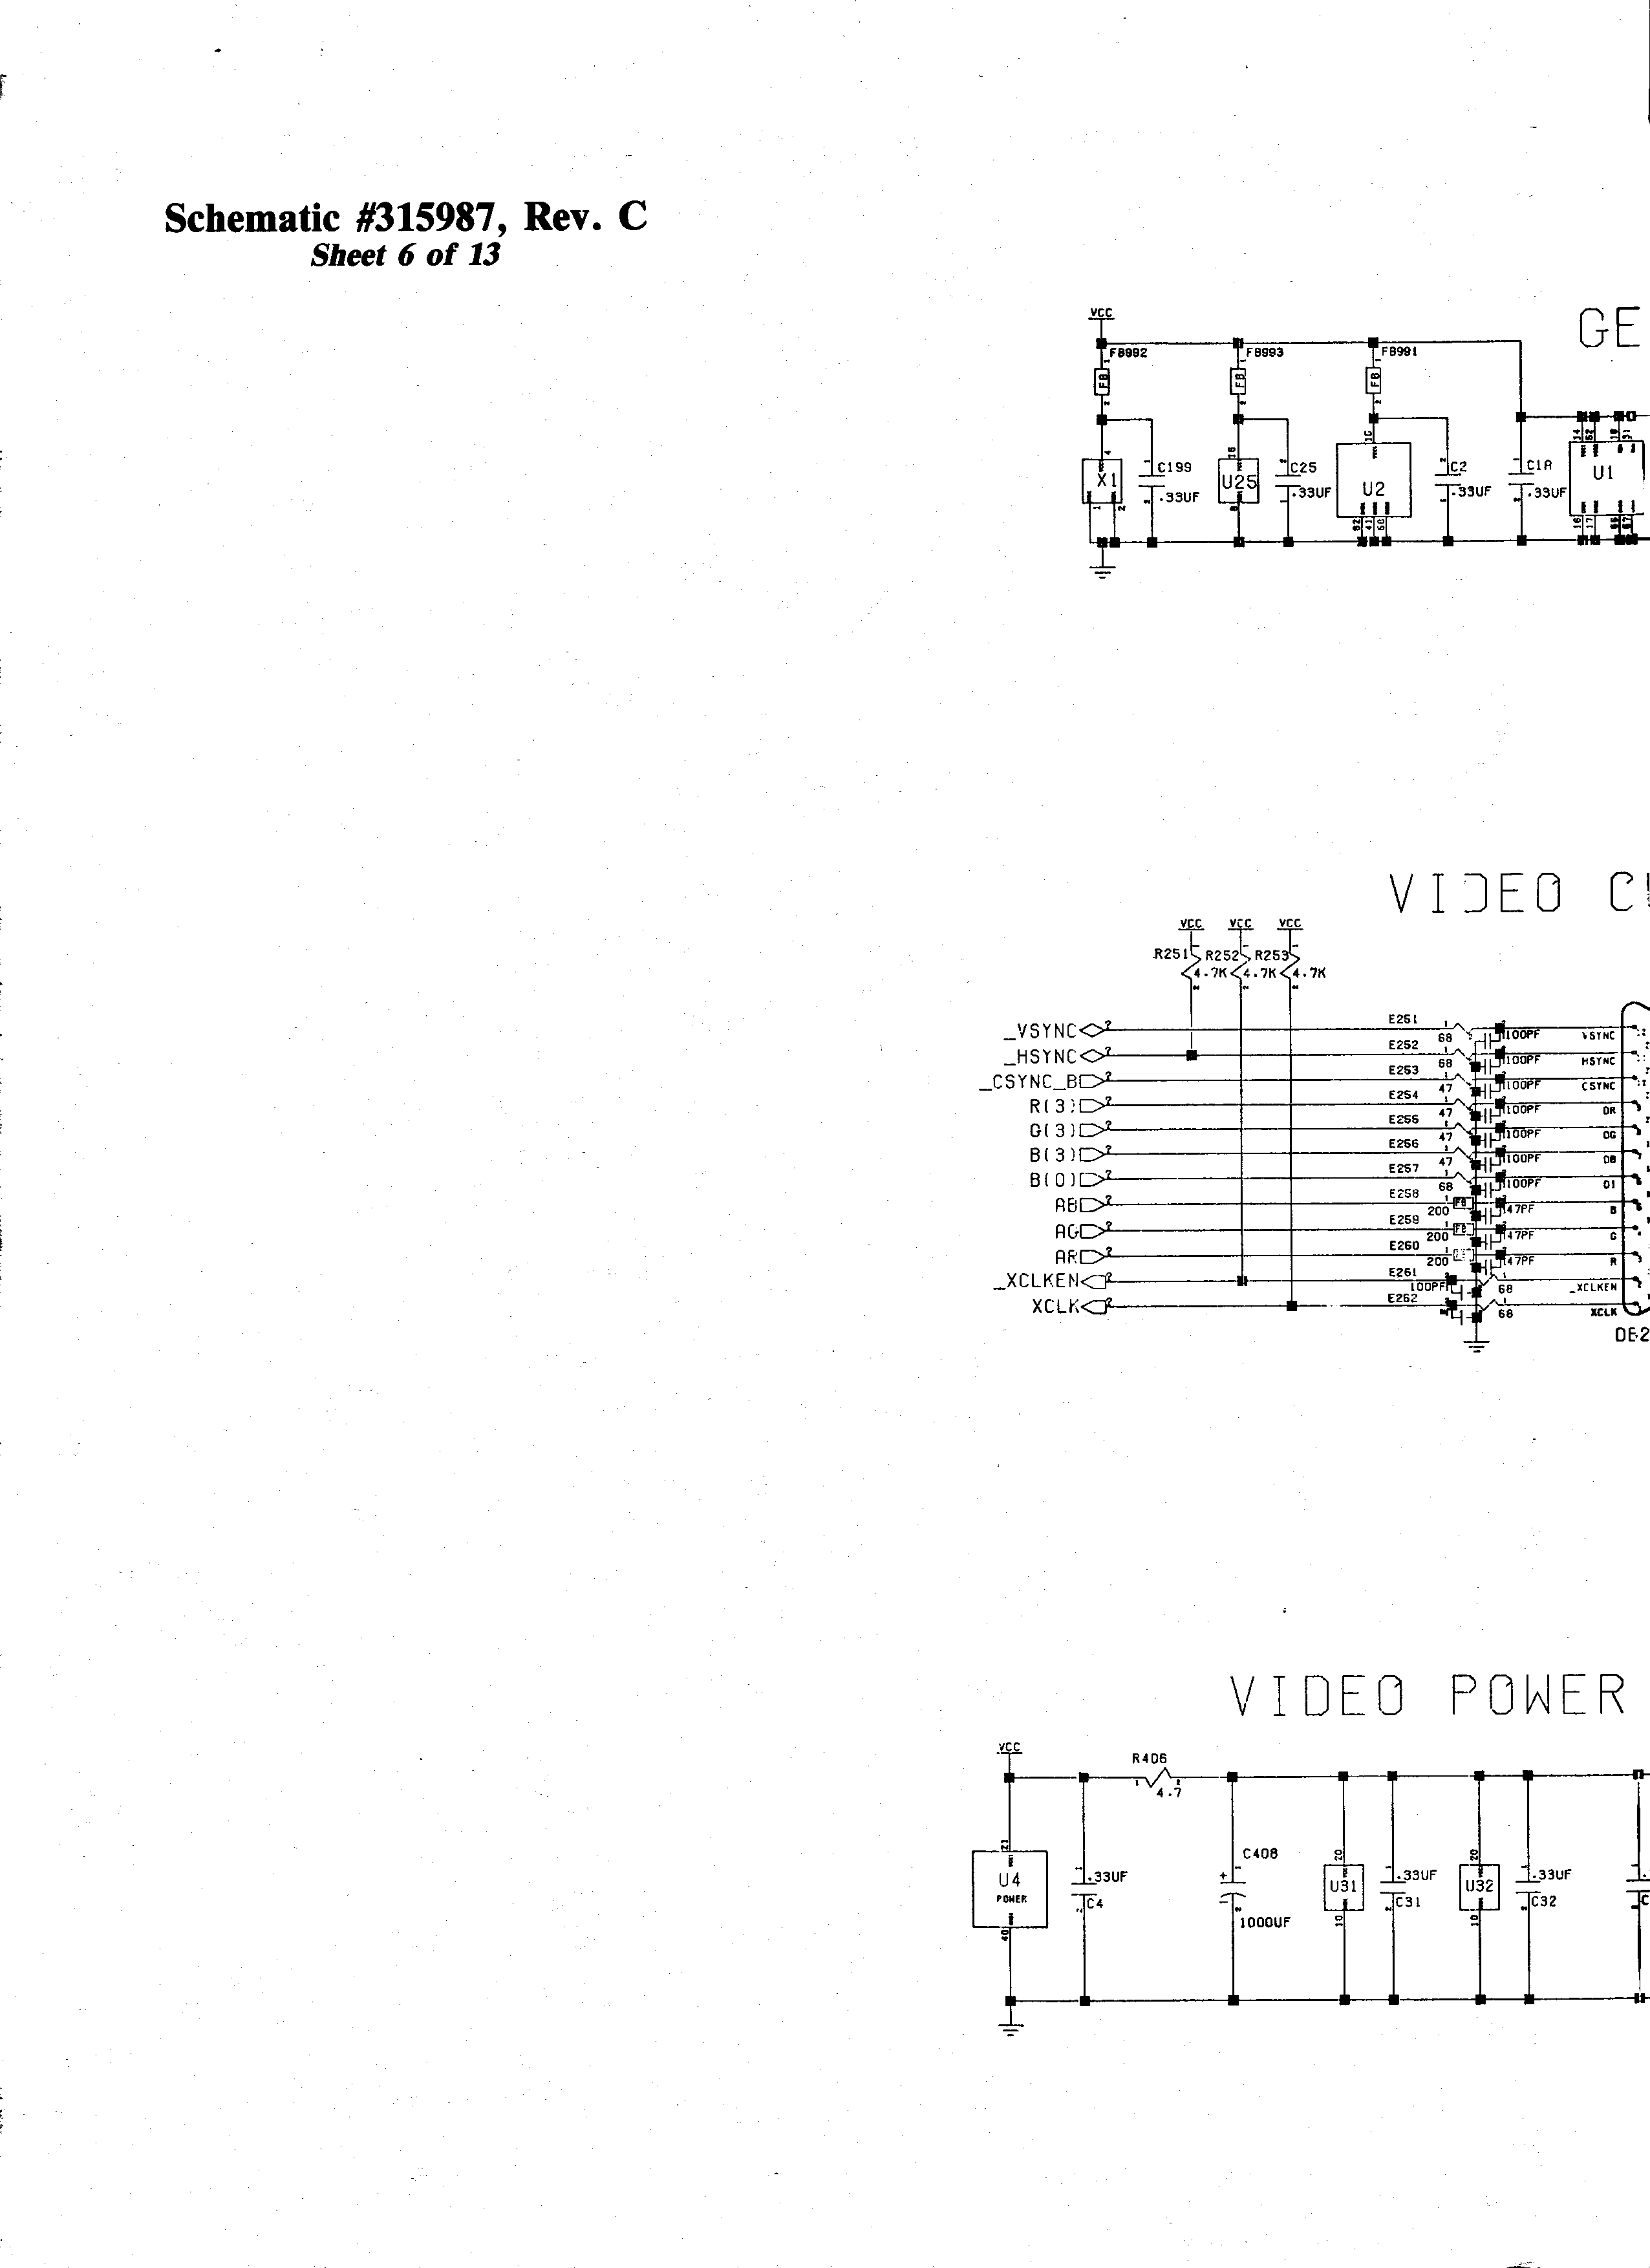 Schematic #315987, Rev. C
Sheet 6 of 13
GE
VCC
FB992
FB993
FB991
FB
FB
FB
X1
C199
.33UF
U25
C25
.33UF
U2
C2
.33UF
C1A
.33UF
U1
VIDEO
VCC
VCC
VCC
R251
R252
R253
4.7K
4.7K
4.7K
_VSYNC
E251
68
100PF
VSYNC
_HSYNC
E252
68
100PF
HSYNC
_CSYNC_B
E253
47
100PF
CSYNC
R(3)
E254
47
100PF
DR
G(3)
E255
47
100PF
DG
B(3)
E256
47
100PF
DB
B(0)
E257
68
100PF
DI
AB
E258
200
FB
47PF
B
AG
E259
200
FB
47PF
G
AR
E260
200
47PF
R
_XCLKEN
E261
100PF
68
_XCLKEN
XCLK
E262
68
XCLK
VIDEO POWER
VCC
R406
4.7
21
U4
POWER
40
.33UF
C4
C408
1000UF
20
U31
10
.33UF
C31
20
U32
10
.33UF
C32